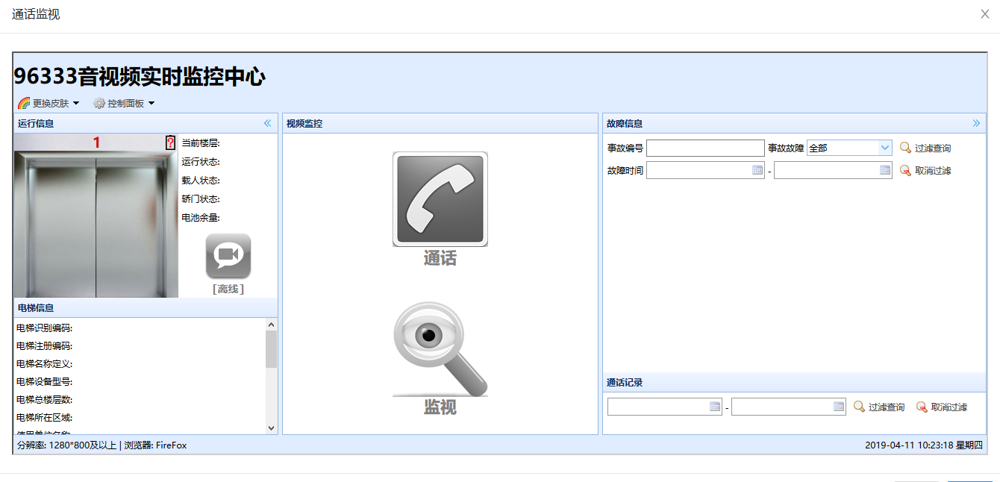 通话监视
96333音视频实时监控中心
更换皮肤 控制面板
运行信息
1 ?
当前楼层:
运行状态:
载人状态:
轿门状态:
电池余量:
[离线]
电梯信息
电梯识别编码:
电梯注册编码:
电梯名称定义:
电梯设备型号:
电梯总楼层数:
电梯所在区域:
使用单位名称
视频监控
通话
监视
故障信息
事故编号 事故故障 全部 过滤查询
故障时间 - 取消过滤
通话记录
- 过滤查询 取消过滤
分辨率: 1280*800及以上 | 浏览器: FireFox
2019-04-11 10:23:18 星期四